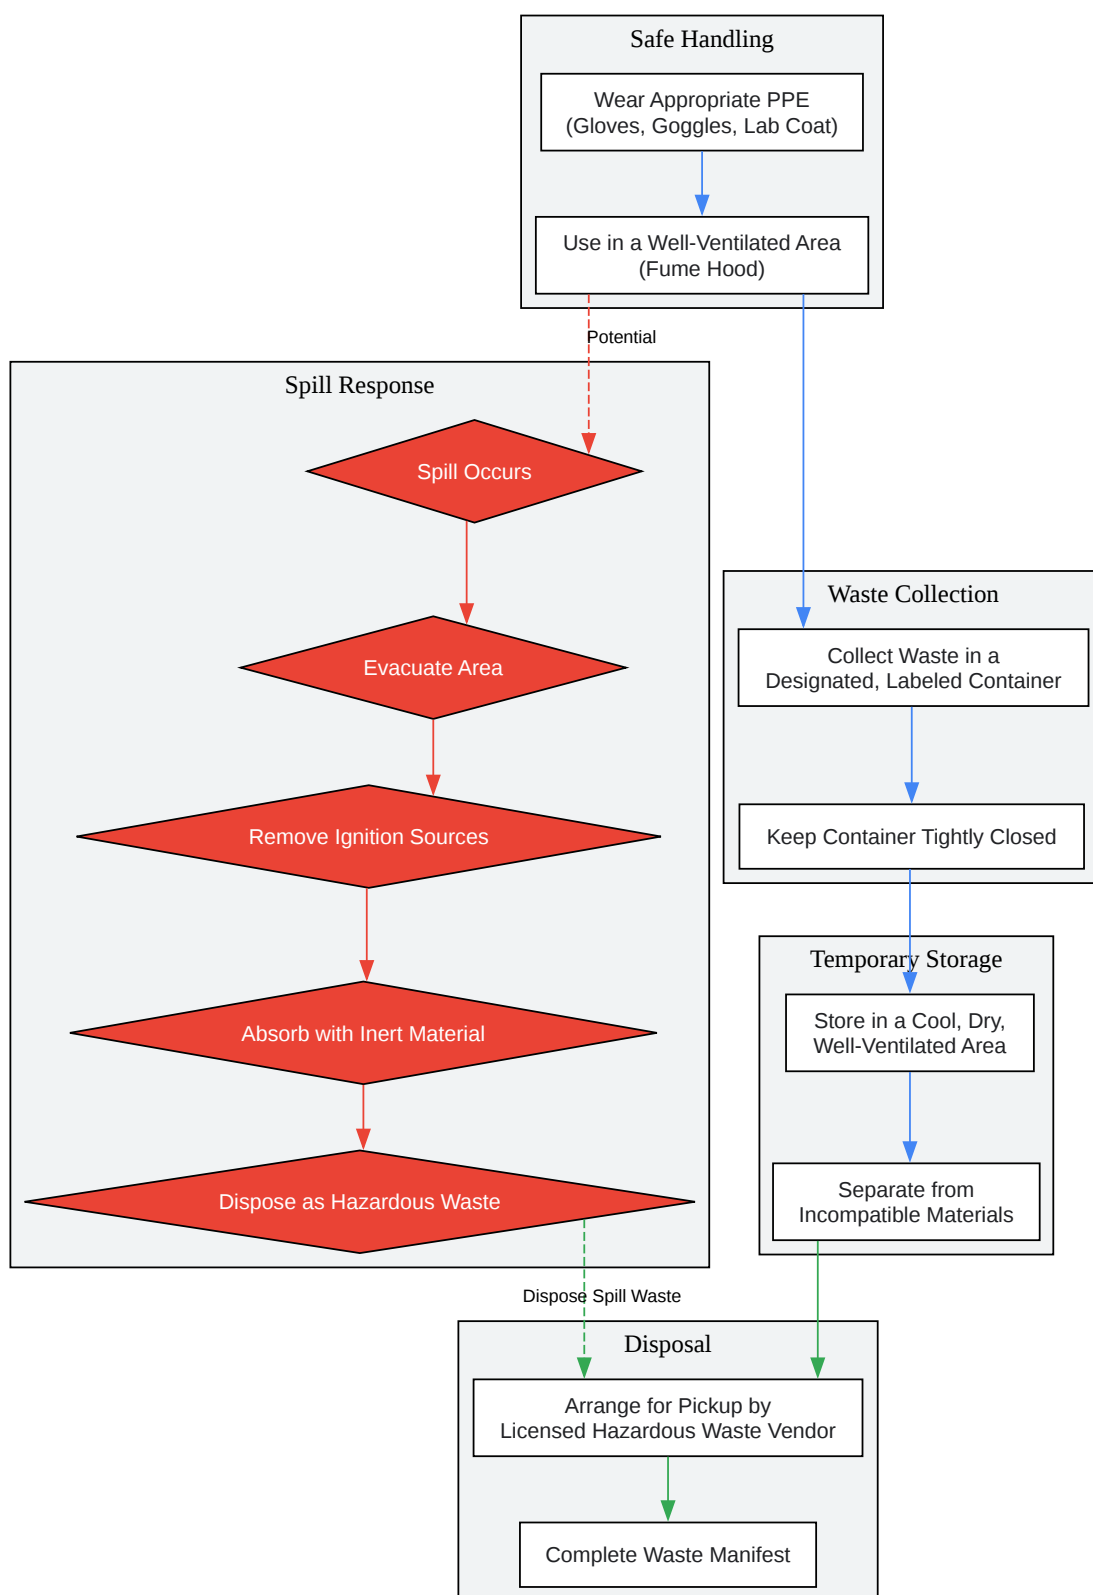 Safe Handling
Wear Appropriate PPE
(Gloves, Goggles, Lab Coat)
Use in a Well-Ventilated Area
(Fume Hood)
Potential
Spill Response
Spill Occurs
Evacuate Area
Remove Ignition Sources
Absorb with Inert Material
Dispose as Hazardous Waste
Waste Collection
Collect Waste in a
Designated, Labeled Container
Keep Container Tightly Closed
Temporary Storage
Store in a Cool, Dry,
Well-Ventilated Area
Separate from
Incompatible Materials
Dispose Spill Waste
Disposal
Arrange for Pickup by
Licensed Hazardous Waste Vendor
Complete Waste Manifest